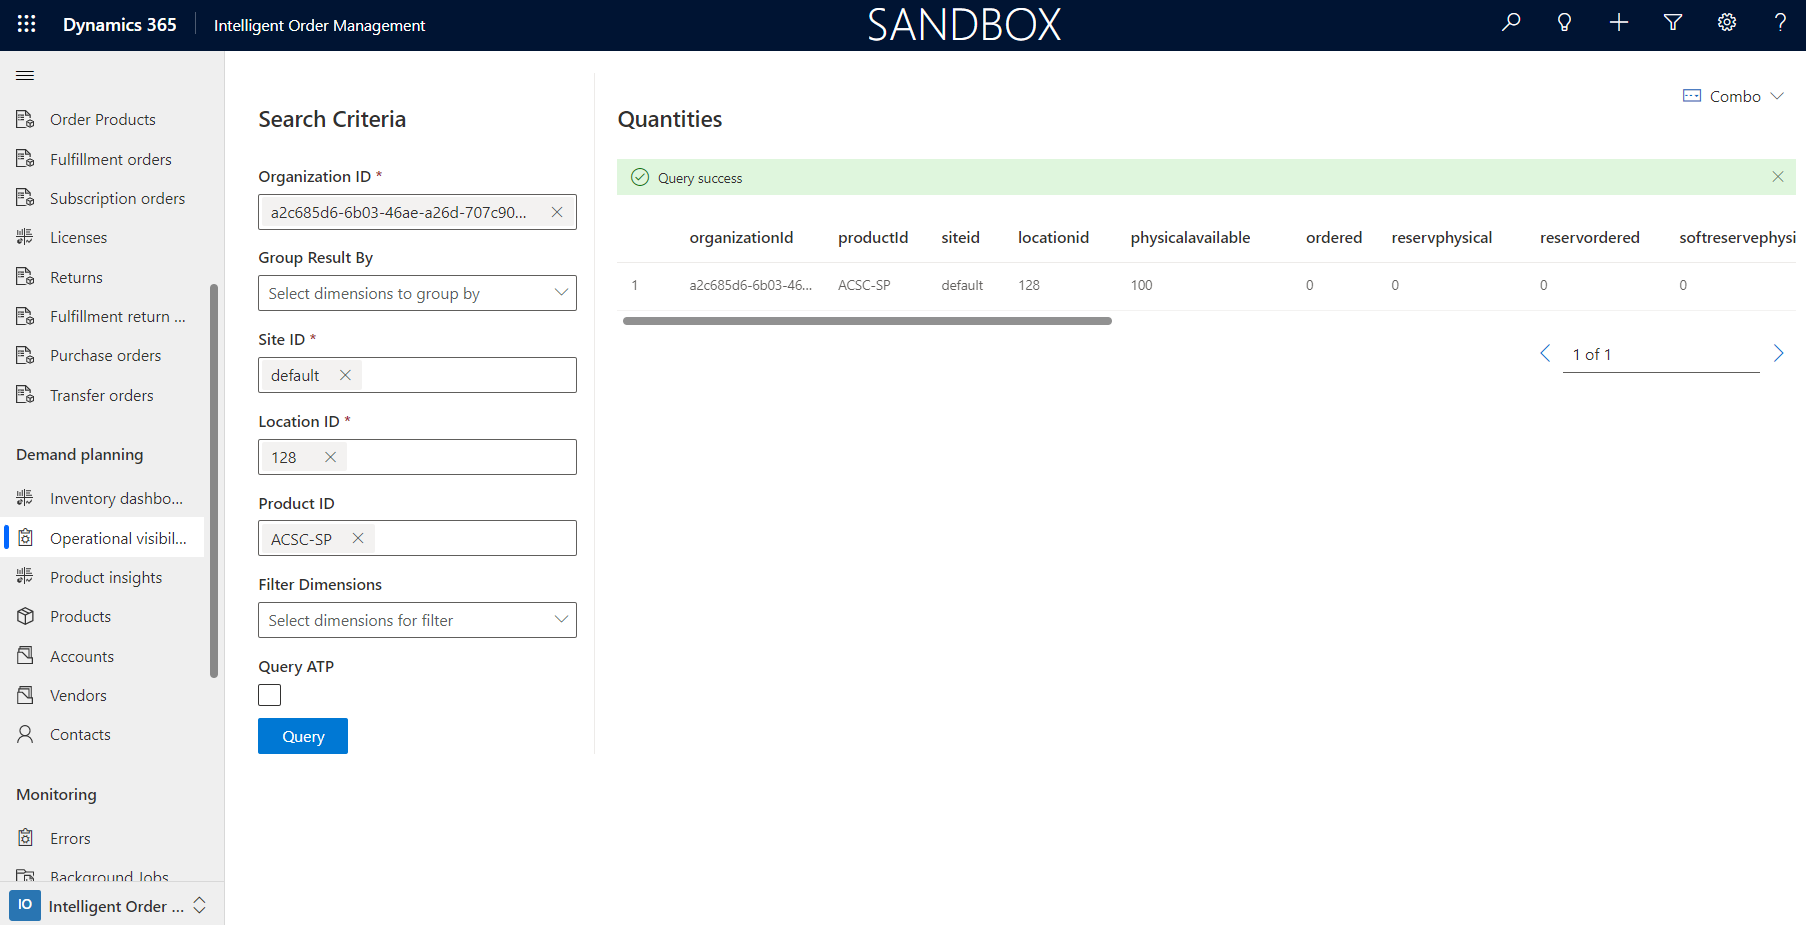 Dynamics 365
Intelligent Order Management
SANDBOX
?
Order Products
Fulfillment orders
Subscription orders
Licenses
Returns
Fulfillment return ...
Purchase orders
Transfer orders
Demand planning
Inventory dashbo...
Operational visibil...
Product insights
Products
Accounts
Vendors
Contacts
Monitoring
Errors
Background Jobs
IO Intelligent Order ...
Search Criteria
Organization ID *
a2c685d6-6b03-46ae-a26d-707c90...
Group Result By
Select dimensions to group by
Site ID *
default
Location ID *
128
Product ID
ACSC-SP
Filter Dimensions
Select dimensions for filter
Query ATP
Query
Combo
Quantities
Query success
organizationId productId siteid locationid physicalavailable ordered reservphysical reservordered softreservephysi
1 a2c685d6-6b03-46... ACSC-SP default 128 100 0 0 0 0
1 of 1